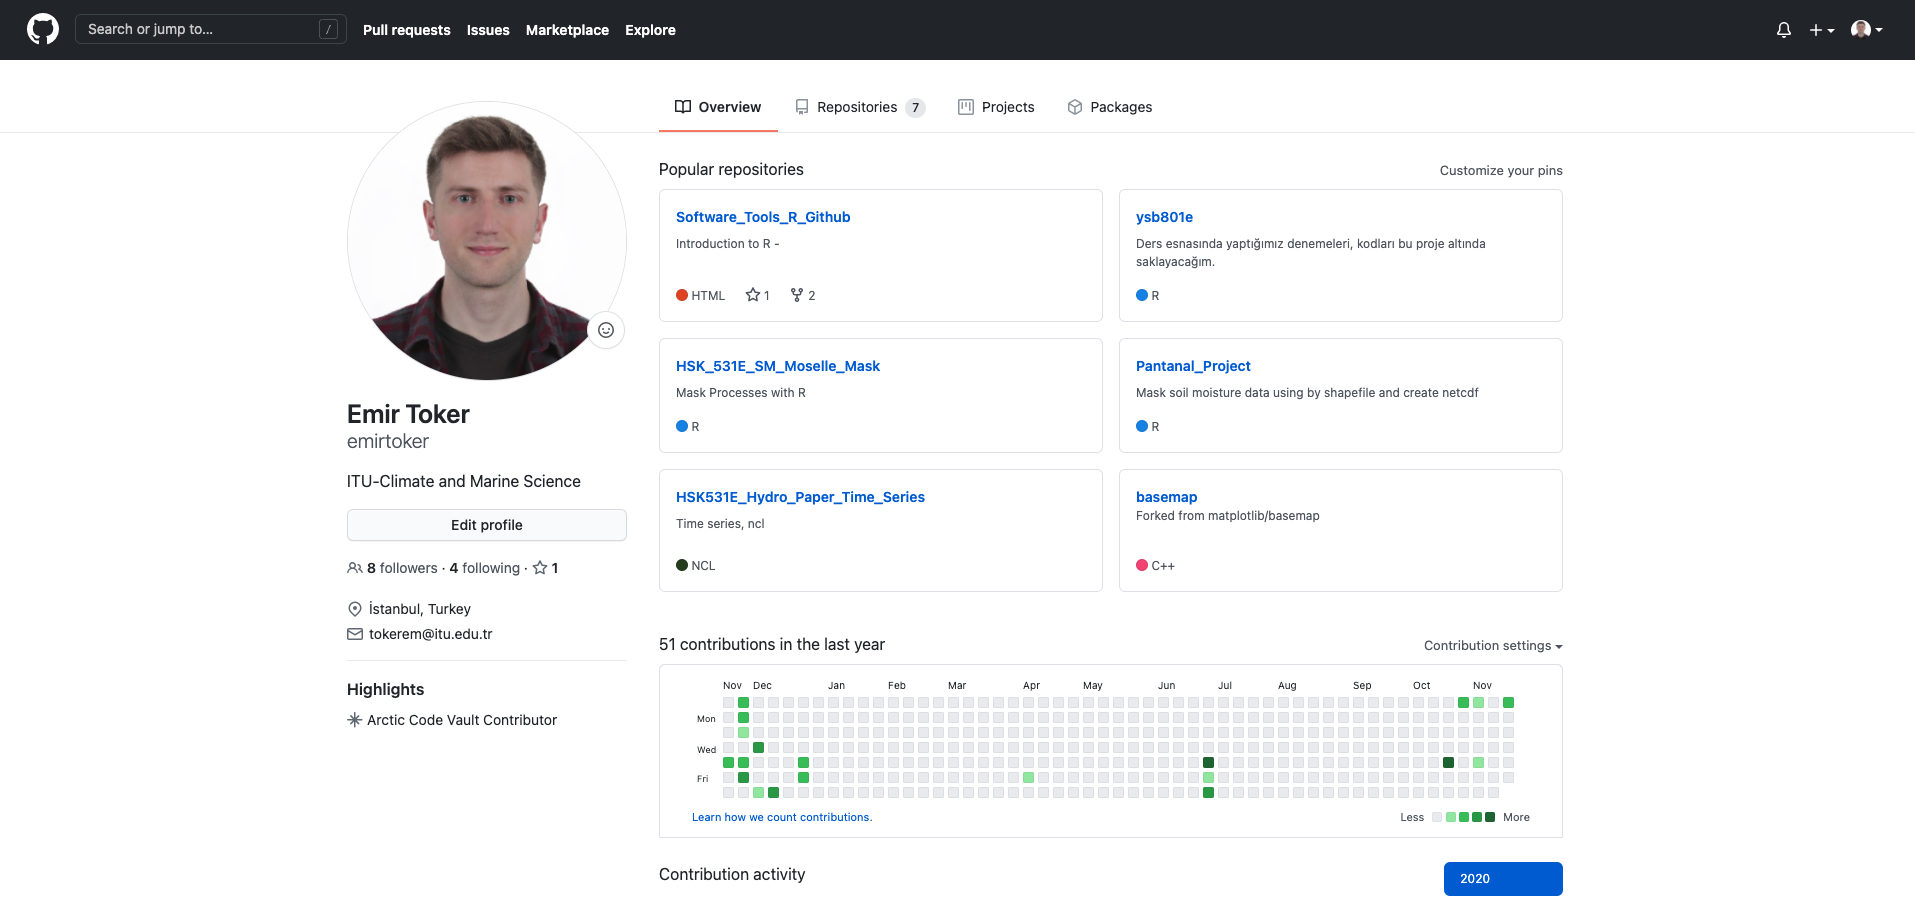 Search or jump to...
/
Pull requests
Issues
Marketplace
Explore
Overview
Repositories 7
Projects
Packages
Emir Toker
emirtoker
ITU-Climate and Marine Science
Edit profile
8 followers · 4 following · 1
İstanbul, Turkey
tokerem@itu.edu.tr
Highlights
Arctic Code Vault Contributor
Popular repositories
Customize your pins
Software_Tools_R_Github
Introduction to R -
HTML 1 2
ysb801e
Ders esnasında yaptığımız denemeleri, kodları bu proje altında
saklayacağım.
R
HSK_531E_SM_Moselle_Mask
Mask Processes with R
R
Pantanal_Project
Mask soil moisture data using by shapefile and create netcdf
R
HSK531E_Hydro_Paper_Time_Series
Time series, ncl
NCL
basemap
Forked from matplotlib/basemap
C++
51 contributions in the last year
Contribution settings
Nov Dec Jan Feb Mar Apr May Jun Jul Aug Sep Oct Nov
Mon
Wed
Fri
Learn how we count contributions.
Less More
Contribution activity
2020